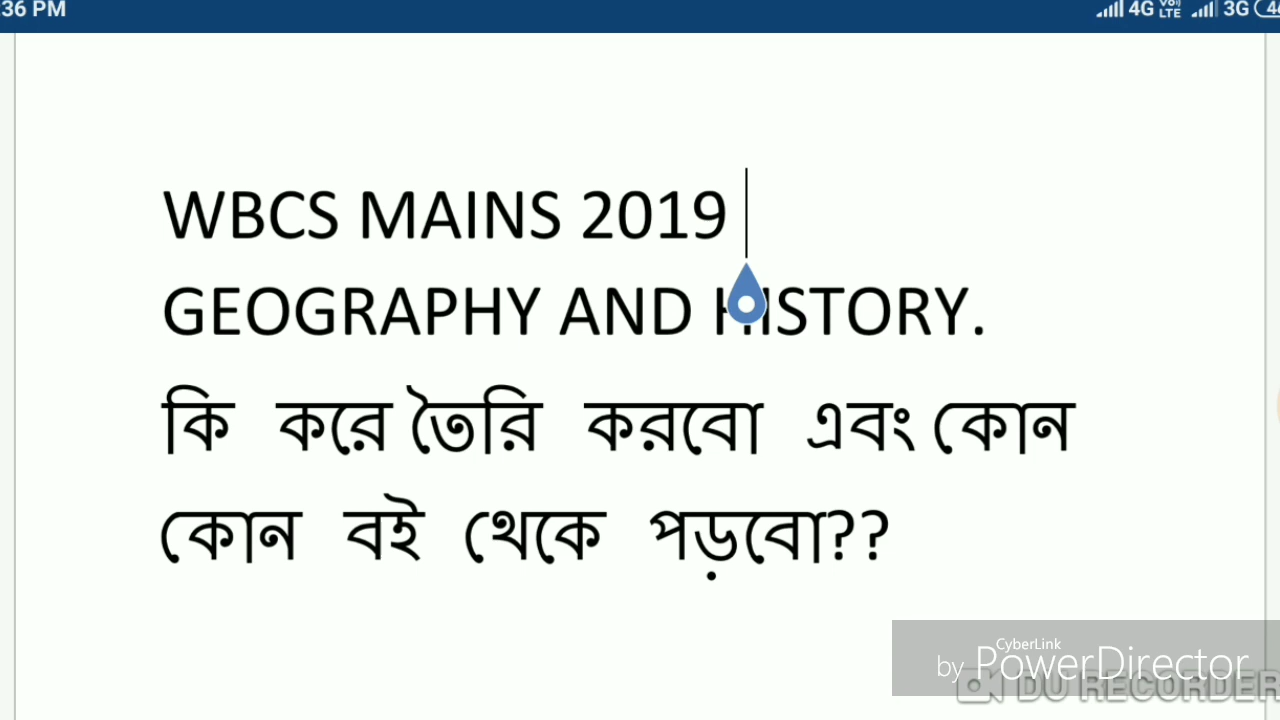 :36 PM
4G VoLTE 3G
WBCS MAINS 2019
GEOGRAPHY AND HISTORY.
কি করে তৈরি করবো এবং কোন
কোন বই থেকে পড়বো??
CyberLink
by PowerDirector
DU RECORDER